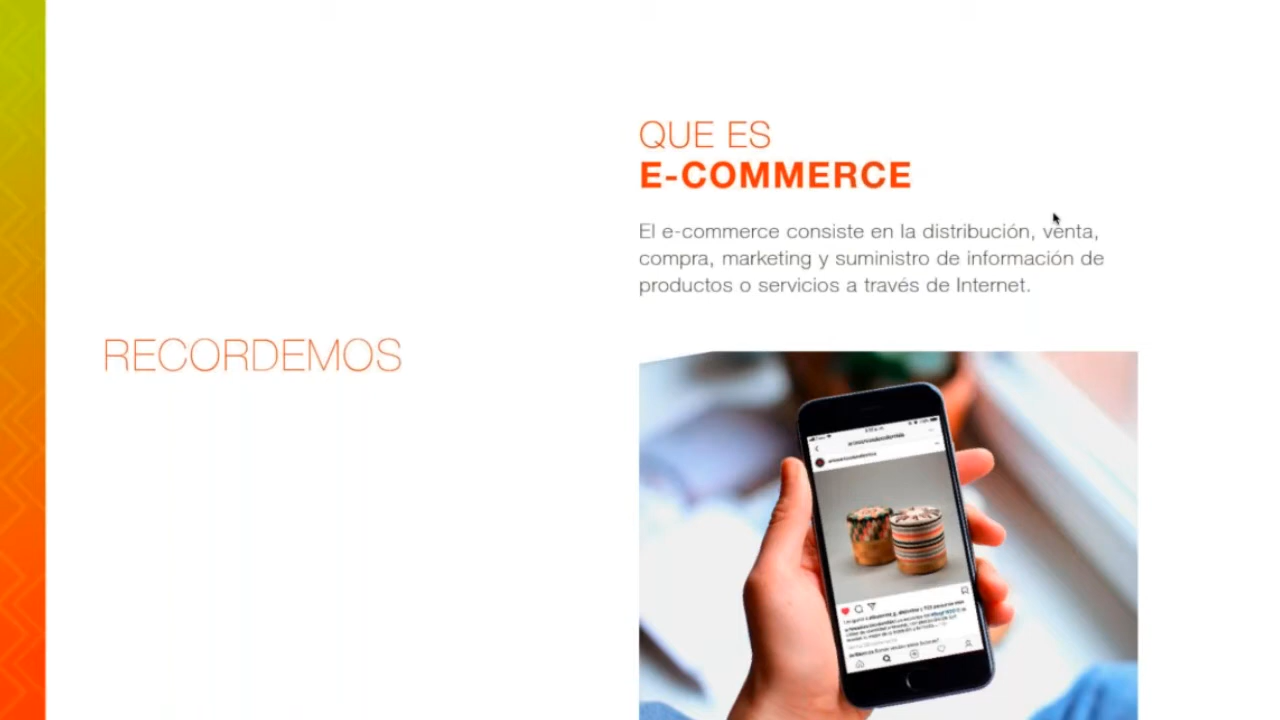 RECORDEMOS
QUE ES
E-COMMERCE
El e-commerce consiste en la distribución, venta,
compra, marketing y suministro de información de
productos o servicios a través de Internet.